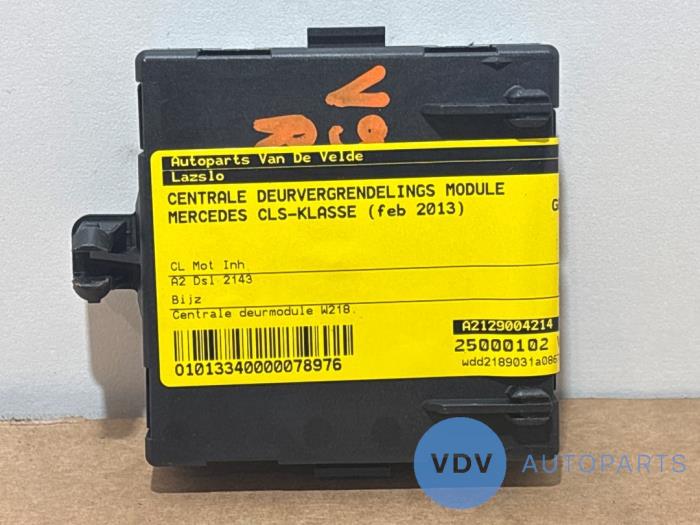 V9
R
Autoparts Van De Velde
Lazslo
CENTRALE DEURVERGRENDELINGS MODULE
MERCEDES CLS-KLASSE (feb 2013)
G
CL Mot Inh
A2 Dsl 2143
Bijz
Centrale deurmodule W218.
A2129004214
25000102
wdd2189031a086
01013340000078976
VDV AUTOPARTS